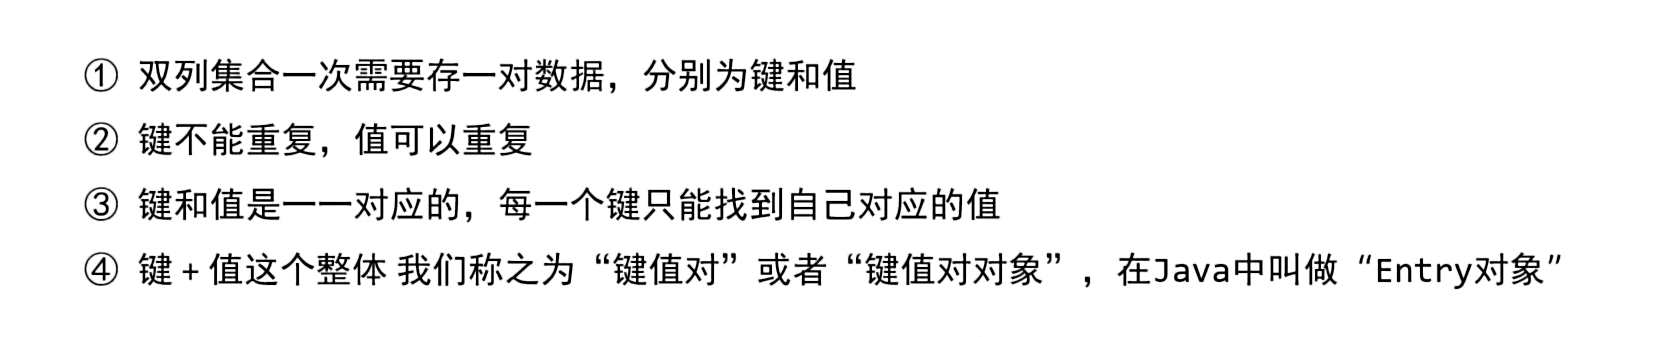 ① 双列集合一次需要存一对数据，分别为键和值
② 键不能重复，值可以重复
③ 键和值是一一对应的，每一个键只能找到自己对应的值
④ 键 + 值这个整体 我们称之为“键值对”或者“键值对对象”，在Java中叫做“Entry对象”